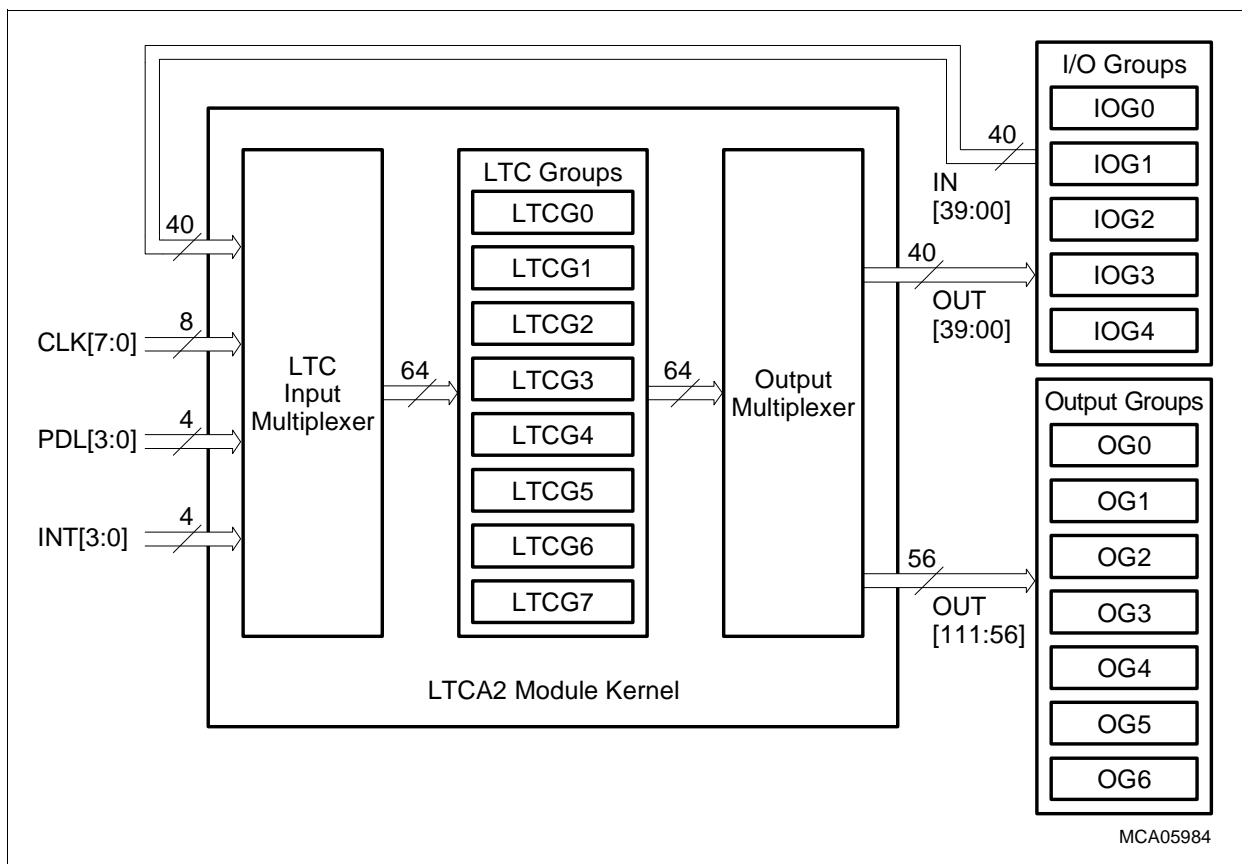 I/O Groups
IOG0
IOG1
IOG2
IOG3
IOG4
40
IN
[39:00]
40
OUT
[39:00]
40
CLK[7:0]
8
PDL[3:0]
4
INT[3:0]
4
LTC
Input
Multiplexer
64
LTC Groups
LTCG0
LTCG1
LTCG2
LTCG3
LTCG4
LTCG5
LTCG6
LTCG7
64
Output
Multiplexer
56
OUT
[111:56]
Output Groups
OG0
OG1
OG2
OG3
OG4
OG5
OG6
LTCA2 Module Kernel
MCA05984